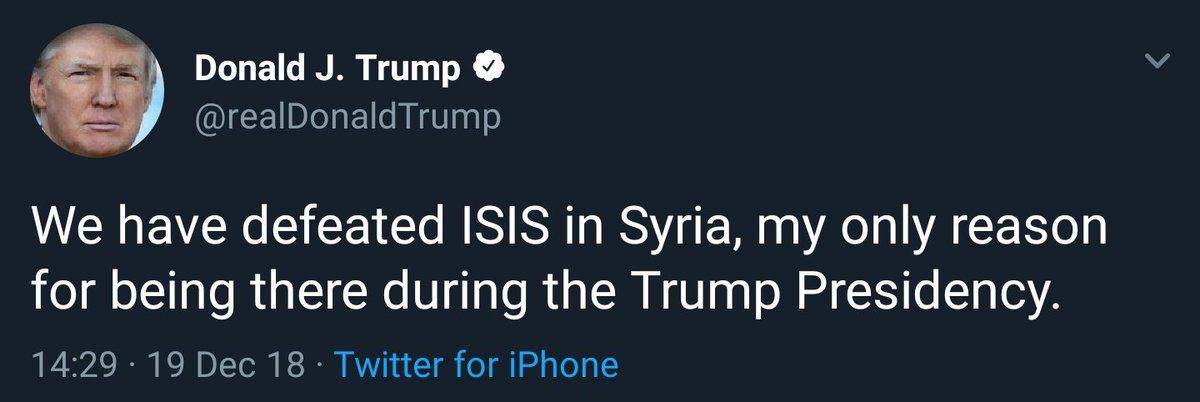 Donald J. Trump
@realDonaldTrump
We have defeated ISIS in Syria, my only reason
for being there during the Trump Presidency.
14:29 · 19 Dec 18 · Twitter for iPhone